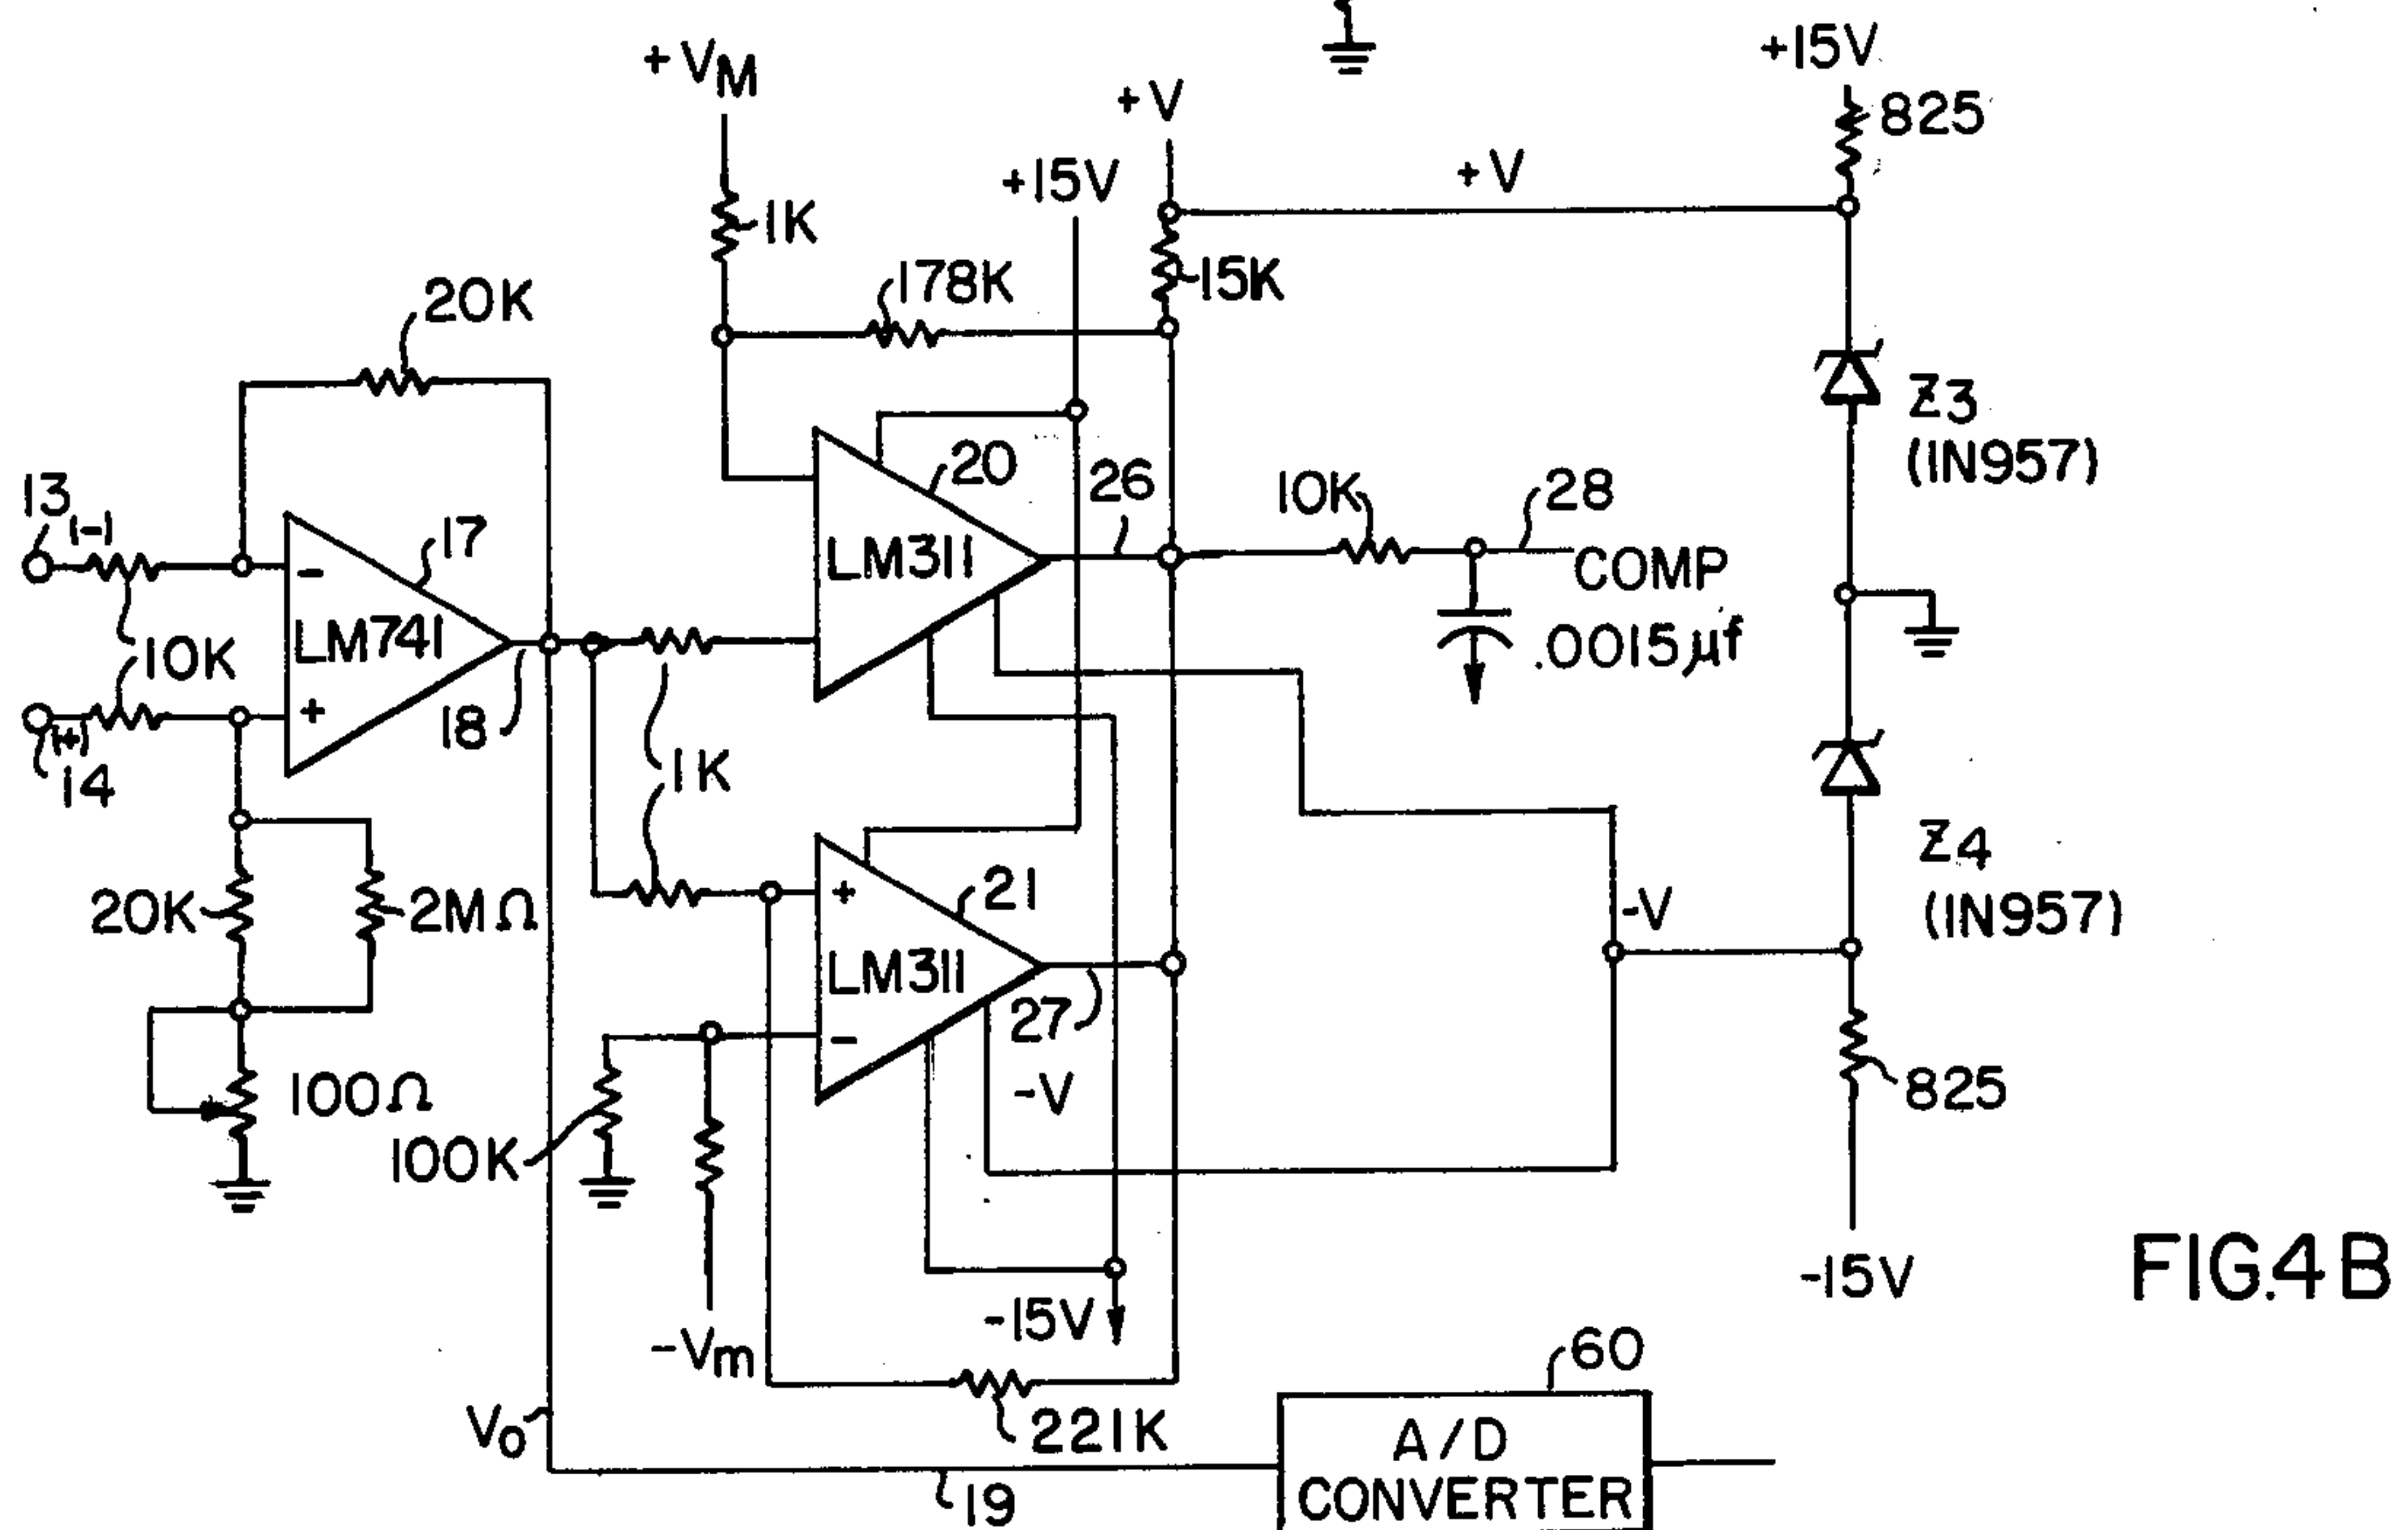 +VM
+V
+15V
825
+15V
+V
1K
15K
178K
20K
Z3
(IN957)
20
26
10K
28
13
(-)
17
LM311
COMP
-
LM741
10K
.0015µf
+
18
(+)
14
1K
Z4
(IN957)
+
21
-V
20K
2MΩ
LM311
27
-
-V
825
100Ω
100K
-15V
FIG.4B
-15V
-Vm
60
V0
221K
A/D
CONVERTER
19